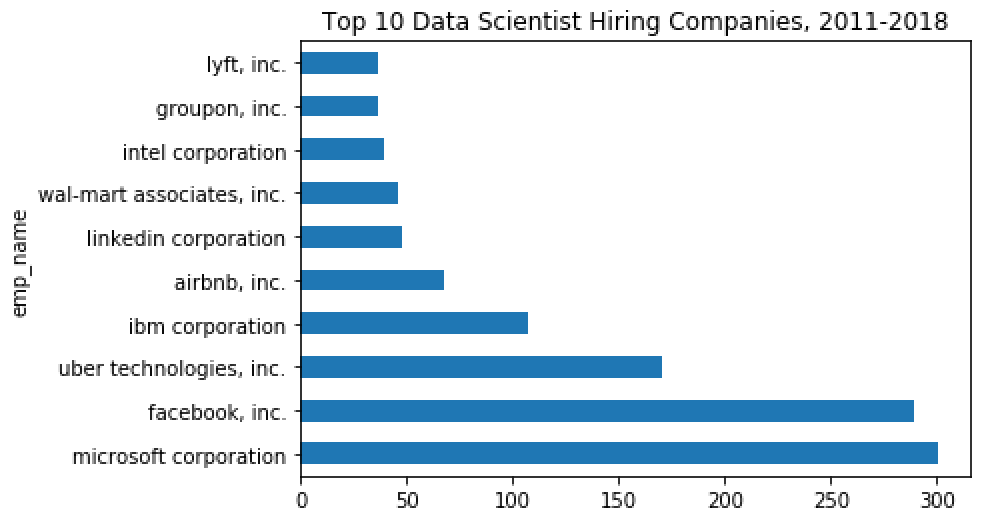 Top 10 Data Scientist Hiring Companies, 2011-2018
emp_name
lyft, inc.
groupon, inc.
intel corporation
wal-mart associates, inc.
linkedin corporation
airbnb, inc.
ibm corporation
uber technologies, inc.
facebook, inc.
microsoft corporation
0 50 100 150 200 250 300